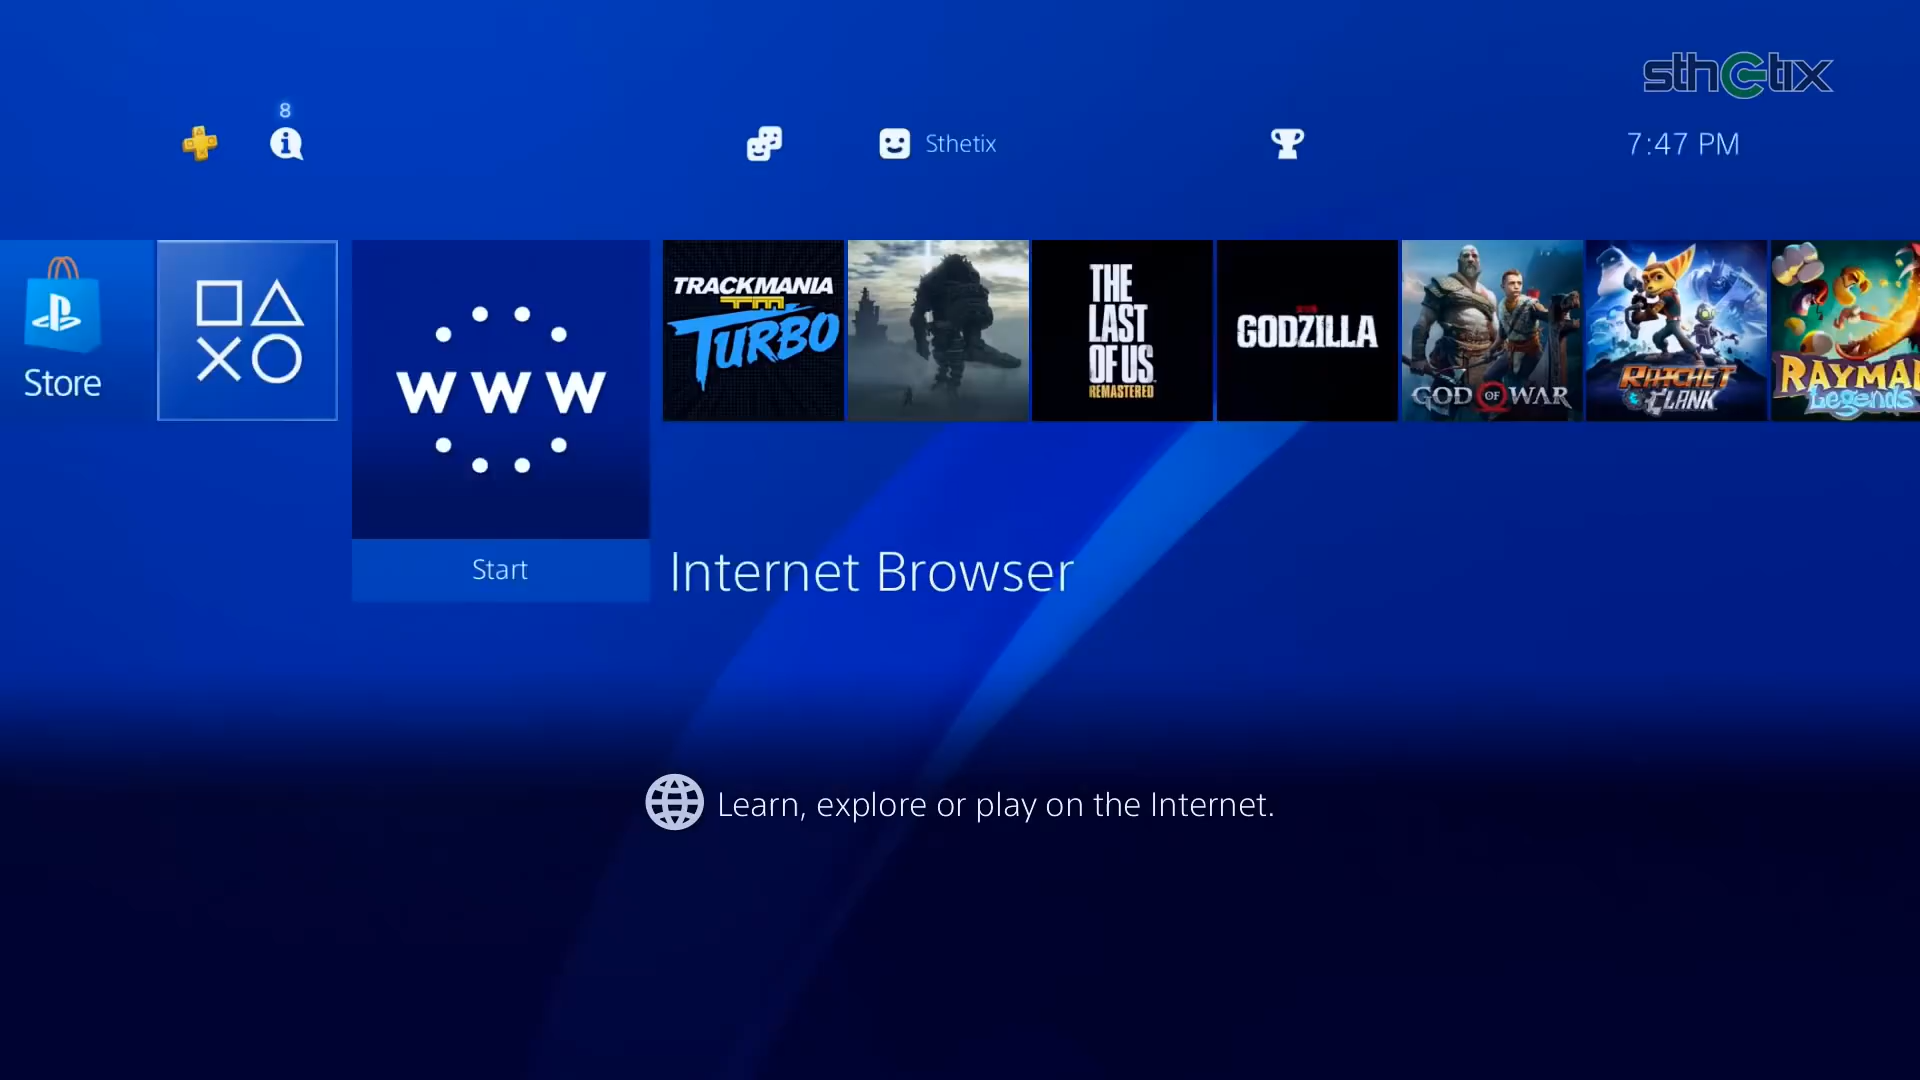 sthetix
8
Sthetix
7:47 PM
Store
WWW
TRACKMANIA
TM
TURBO
THE
LAST
OF US
REMASTERED
GODZILLA
GOD OF WAR
RATCHET
CLANK
RAYMAN
Legends
Start
Internet Browser
Learn, explore or play on the Internet.